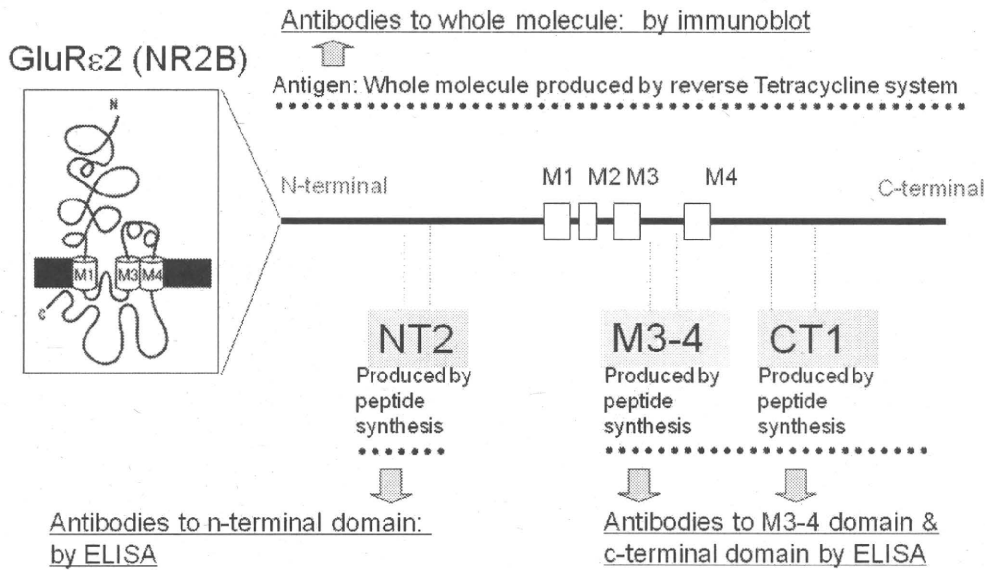 Antibodies to whole molecule: by immunoblot
GluRε2 (NR2B)
Antigen: Whole molecule produced by reverse Tetracycline system
N
M1
M3
M4
C
N-terminal
M1
M2
M3
M4
C-terminal
NT2
Produced by
peptide
synthesis
M3-4
Produced by
peptide
synthesis
CT1
Produced by
peptide
synthesis
Antibodies to n-terminal domain:
by ELISA
Antibodies to M3-4 domain &
c-terminal domain by ELISA